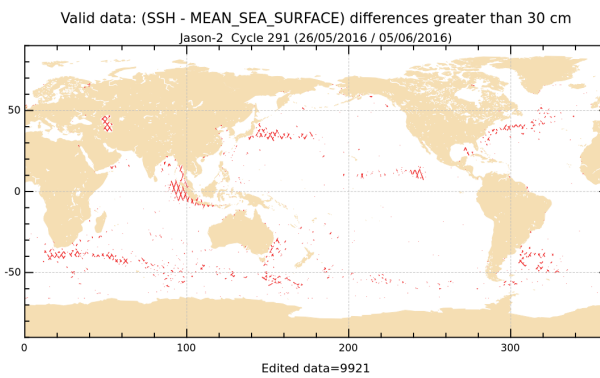 Valid data: (SSH - MEAN_SEA_SURFACE) differences greater than 30 cm
Jason-2 Cycle 291 (26/05/2016 / 05/06/2016)
50
0
-50
0 100 200 300
Edited data=9921